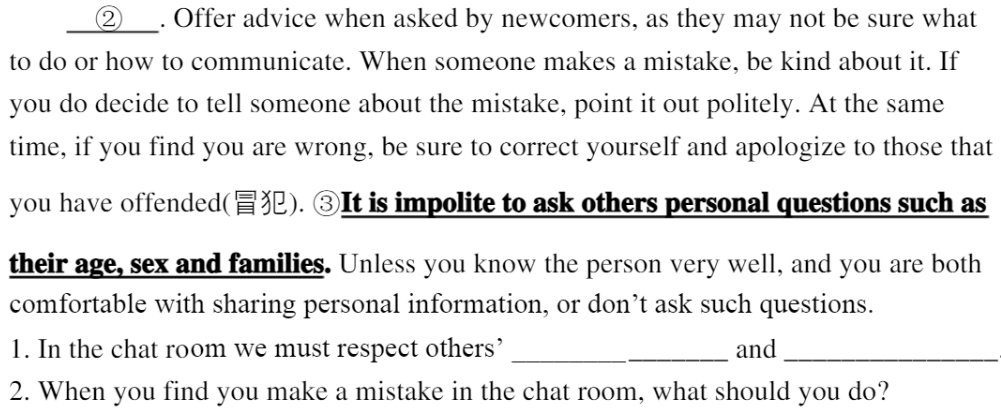 ___②___. Offer advice when asked by newcomers, as they may not be sure what
to do or how to communicate. When someone makes a mistake, be kind about it. If
you do decide to tell someone about the mistake, point it out politely. At the same
time, if you find you are wrong, be sure to correct yourself and apologize to those that
you have offended(冒犯). ③It is impolite to ask others personal questions such as
their age, sex and families. Unless you know the person very well, and you are both
comfortable with sharing personal information, or don't ask such questions.
1. In the chat room we must respect others' ________ _______ and _______________.
2. When you find you make a mistake in the chat room, what should you do?